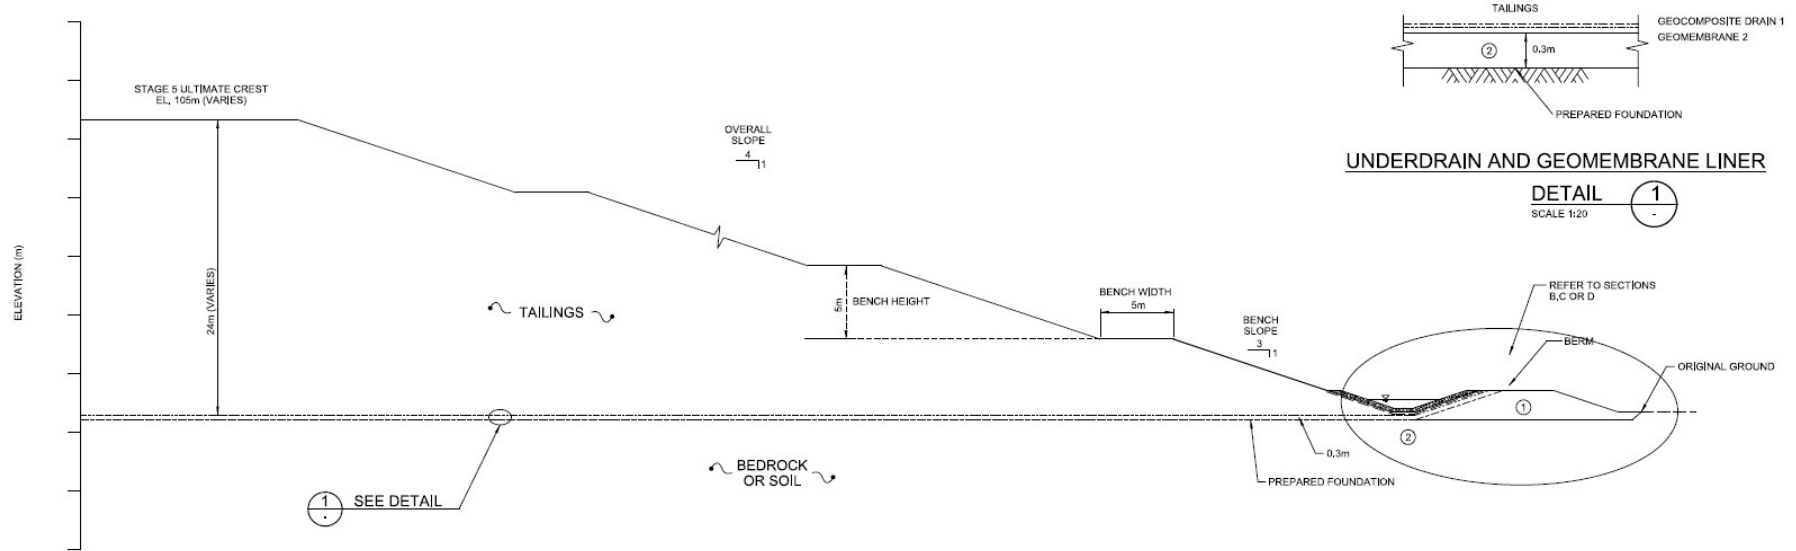 TAILINGS
GEOCOMPOSITE DRAIN 1
GEOMEMBRANE 2
2
0.3m
PREPARED FOUNDATION
UNDERDRAIN AND GEOMEMBRANE LINER
DETAIL
SCALE 1:20
1
-
STAGE 5 ULTIMATE CREST
EL, 105m (VARIES)
OVERALL
SLOPE
4
1
ELEVATION (m)
24m (VARIES)
TAILINGS
5m
BENCH HEIGHT
BENCH WIDTH
5m
BENCH
SLOPE
3
1
REFER TO SECTIONS
B,C OR D
BERM
ORIGINAL GROUND
1
2
0.3m
PREPARED FOUNDATION
BEDROCK
OR SOIL
1
-
SEE DETAIL